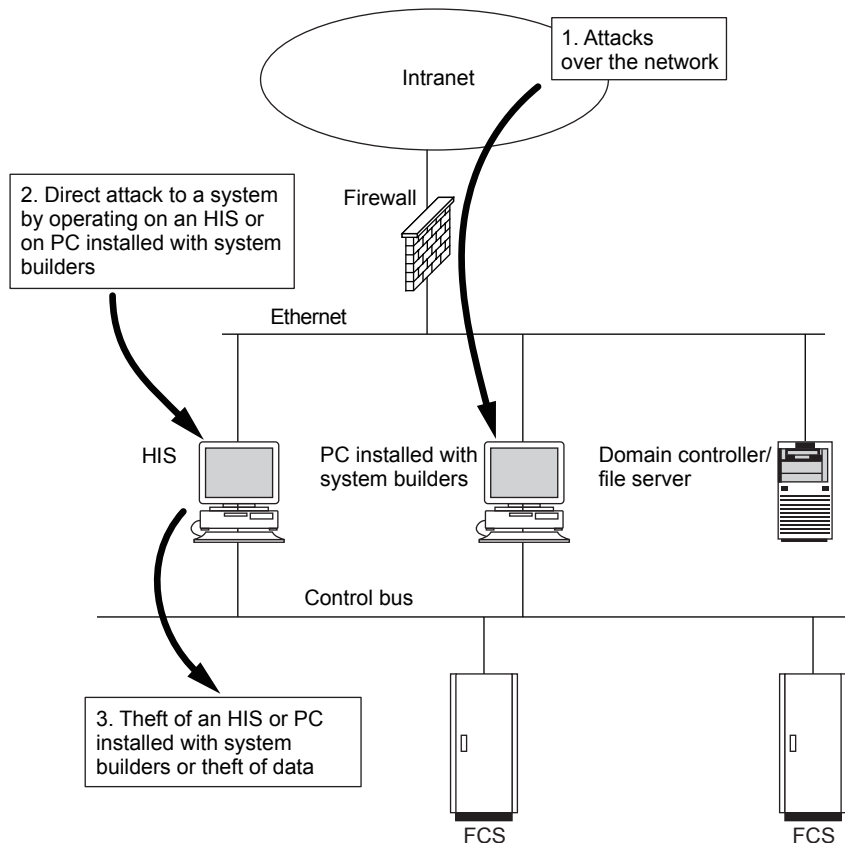 1. Attacks
over the network
Intranet
2. Direct attack to a system
by operating on an HIS or
on PC installed with system
builders
Firewall
Ethernet
HIS
PC installed with
system builders
Domain controller/
file server
Control bus
3. Theft of an HIS or PC
installed with system
builders or theft of data
FCS
FCS